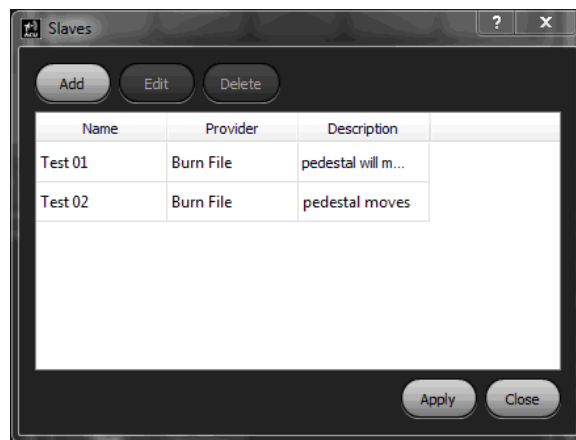 ACU Slaves ? X
Add Edit Delete
Name Provider Description
Test 01 Burn File pedestal will m...
Test 02 Burn File pedestal moves
Apply Close